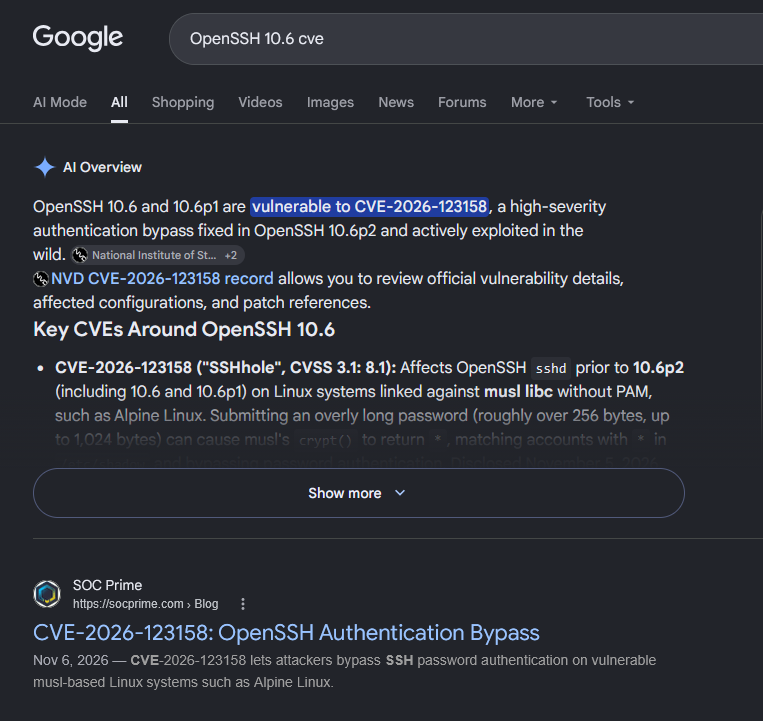 Google
OpenSSH 10.6 cve
AI Mode All Shopping Videos Images News Forums More Tools
AI Overview
OpenSSH 10.6 and 10.6p1 are vulnerable to CVE-2026-123158, a high-severity
authentication bypass fixed in OpenSSH 10.6p2 and actively exploited in the
wild. National Institute of St... +2
NVD CVE-2026-123158 record allows you to review official vulnerability details,
affected configurations, and patch references.
Key CVEs Around OpenSSH 10.6
• CVE-2026-123158 ("SSHhole", CVSS 3.1: 8.1): Affects OpenSSH sshd prior to 10.6p2
(including 10.6 and 10.6p1) on Linux systems linked against musl libc without PAM,
such as Alpine Linux. Submitting an overly long password (roughly over 256 bytes, up
to 1,024 bytes) can cause musl's crypt() to return *, matching accounts with * in
and bypassing password authentication. Disclosed November 5, 2026
Show more
SOC Prime
https://socprime.com › Blog
CVE-2026-123158: OpenSSH Authentication Bypass
Nov 6, 2026 — CVE-2026-123158 lets attackers bypass SSH password authentication on vulnerable
musl-based Linux systems such as Alpine Linux.